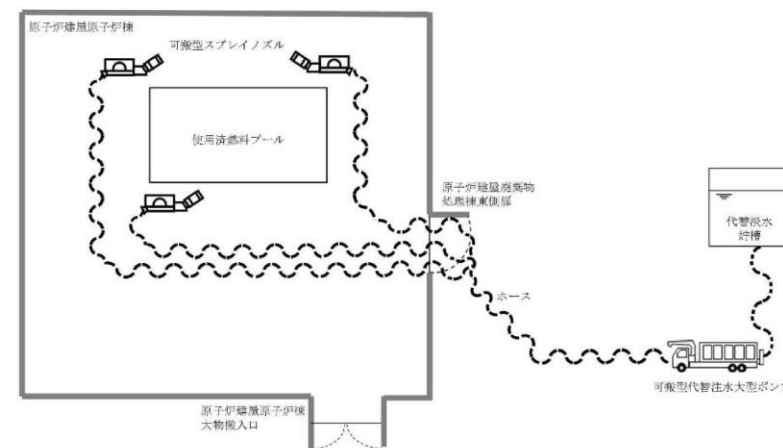 原子炉建屋原子炉棟
可搬型スプレイノズル
使用済燃料プール
原子炉建屋廃棄物
処理棟東側扉
代替淡水
貯槽
ホース
可搬型代替注水大型ポンプ
原子炉建屋原子炉棟
大物搬入口